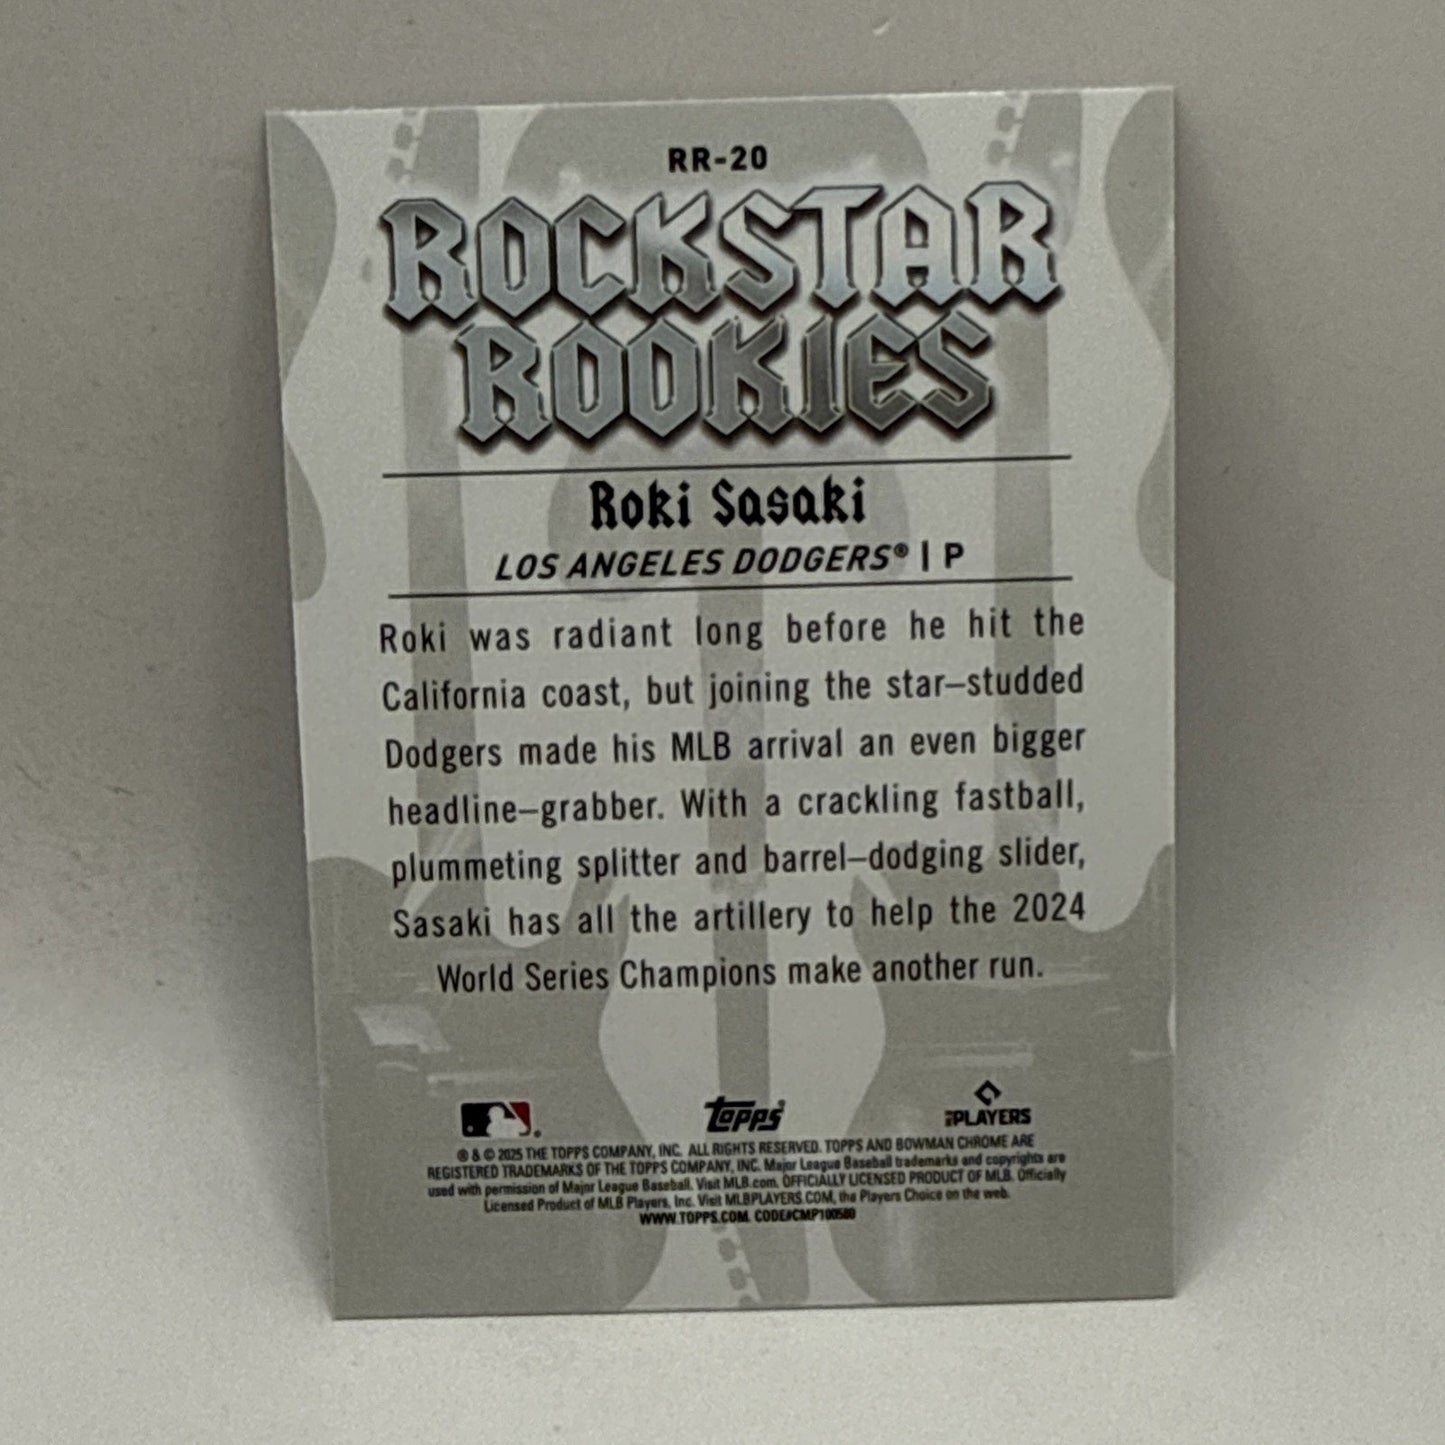 RR-20
ROCKSTAR
ROOKIES
Roki Sasaki
LOS ANGELES DODGERS® | P
Roki was radiant long before he hit the
California coast, but joining the star–studded
Dodgers made his MLB arrival an even bigger
headline–grabber. With a crackling fastball,
plummeting splitter and barrel–dodging slider,
Sasaki has all the artillery to help the 2024
World Series Champions make another run.
Topps
PLAYERS
® & © 2025 THE TOPPS COMPANY, INC. ALL RIGHTS RESERVED. TOPPS AND BOWMAN CHROME ARE
REGISTERED TRADEMARKS OF THE TOPPS COMPANY, INC. Major League Baseball trademarks and copyrights are
used with permission of Major League Baseball. Visit MLB.com. OFFICIALLY LICENSED PRODUCT OF MLB. Officially
Licensed Product of MLB Players, Inc. Visit MLBPLAYERS.COM, the Players Choice on the web.
WWW.TOPPS.COM. CODE#CMP100580